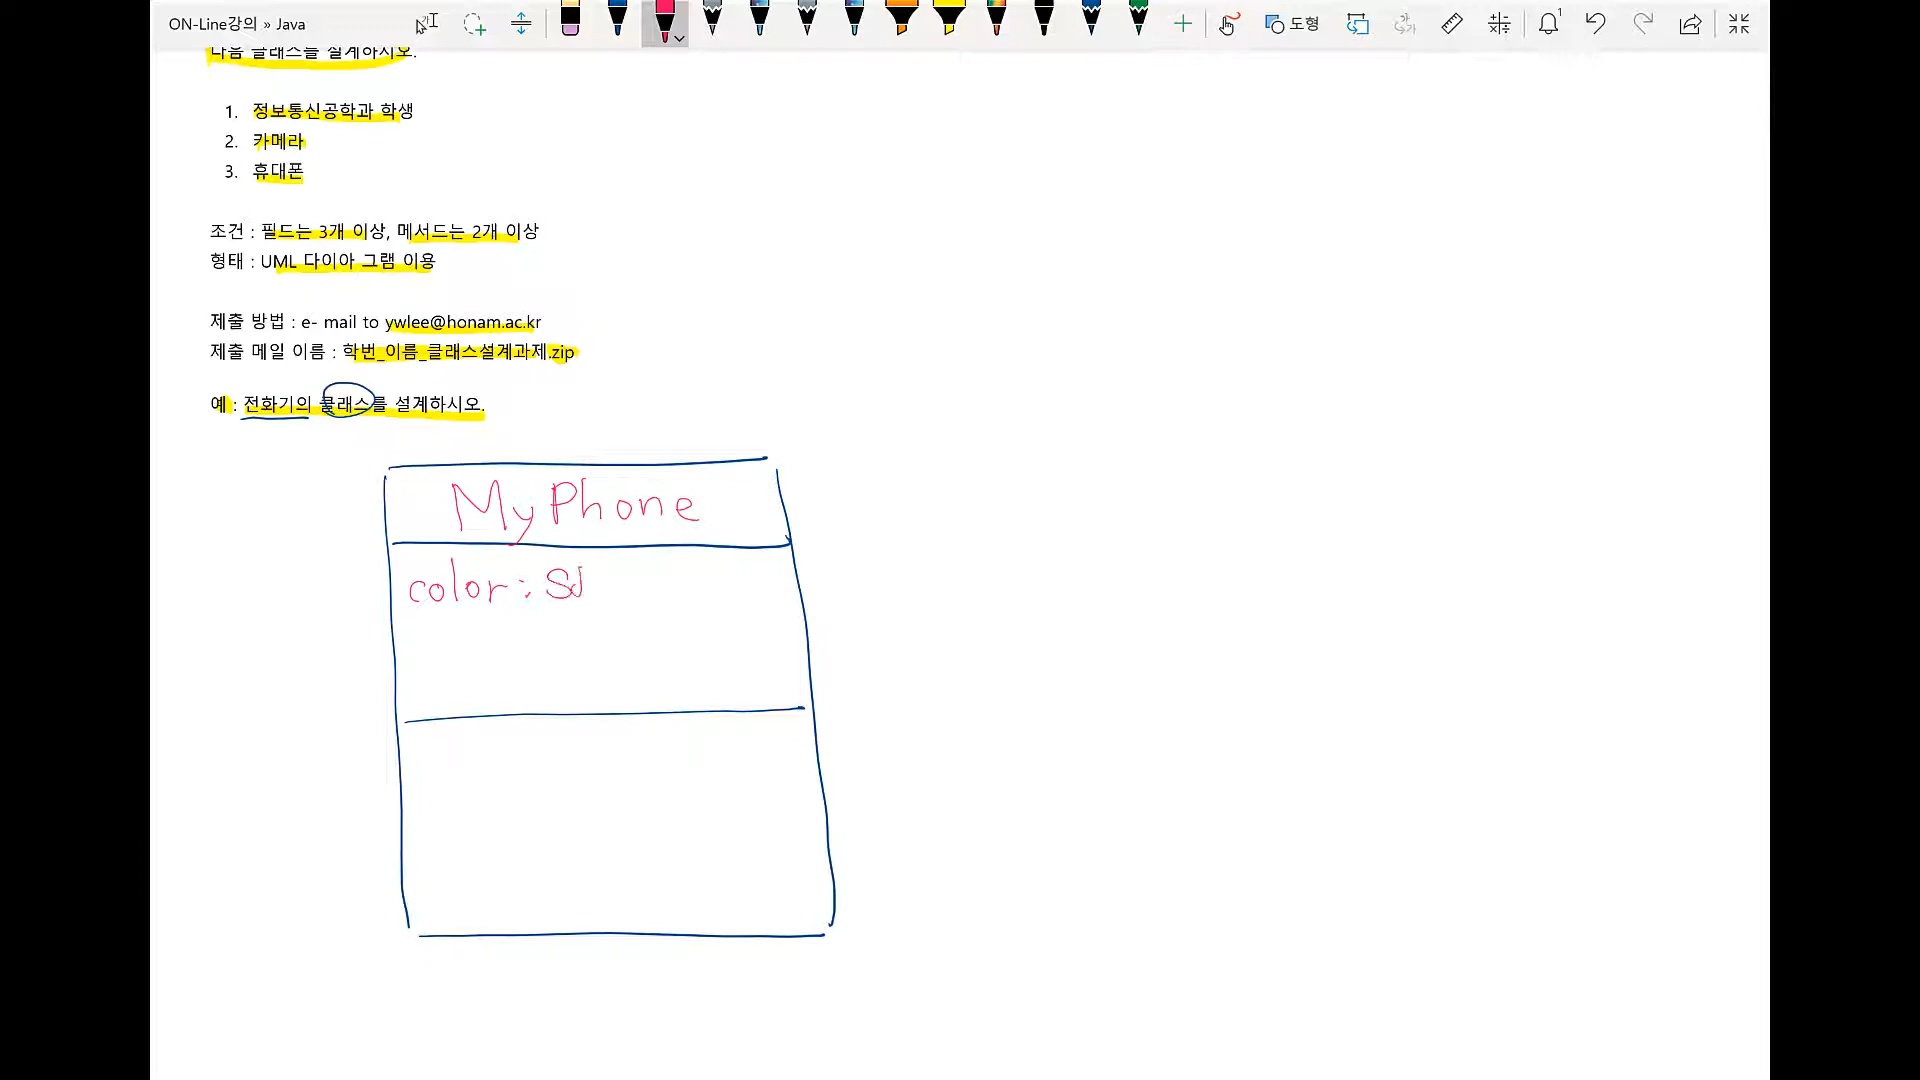 ON-Line강의 » Java
도형
다음 클래스를 설계하시오.
1. 정보통신공학과 학생
2. 카메라
3. 휴대폰
조건 : 필드는 3개 이상, 메서드는 2개 이상
형태 : UML 다이아 그램 이용
제출 방법 : e- mail to ywlee@honam.ac.kr
제출 메일 이름 : 학번_이름_클래스설계과제.zip
예 : 전화기의 클래스를 설계하시오.
MyPhone
color :